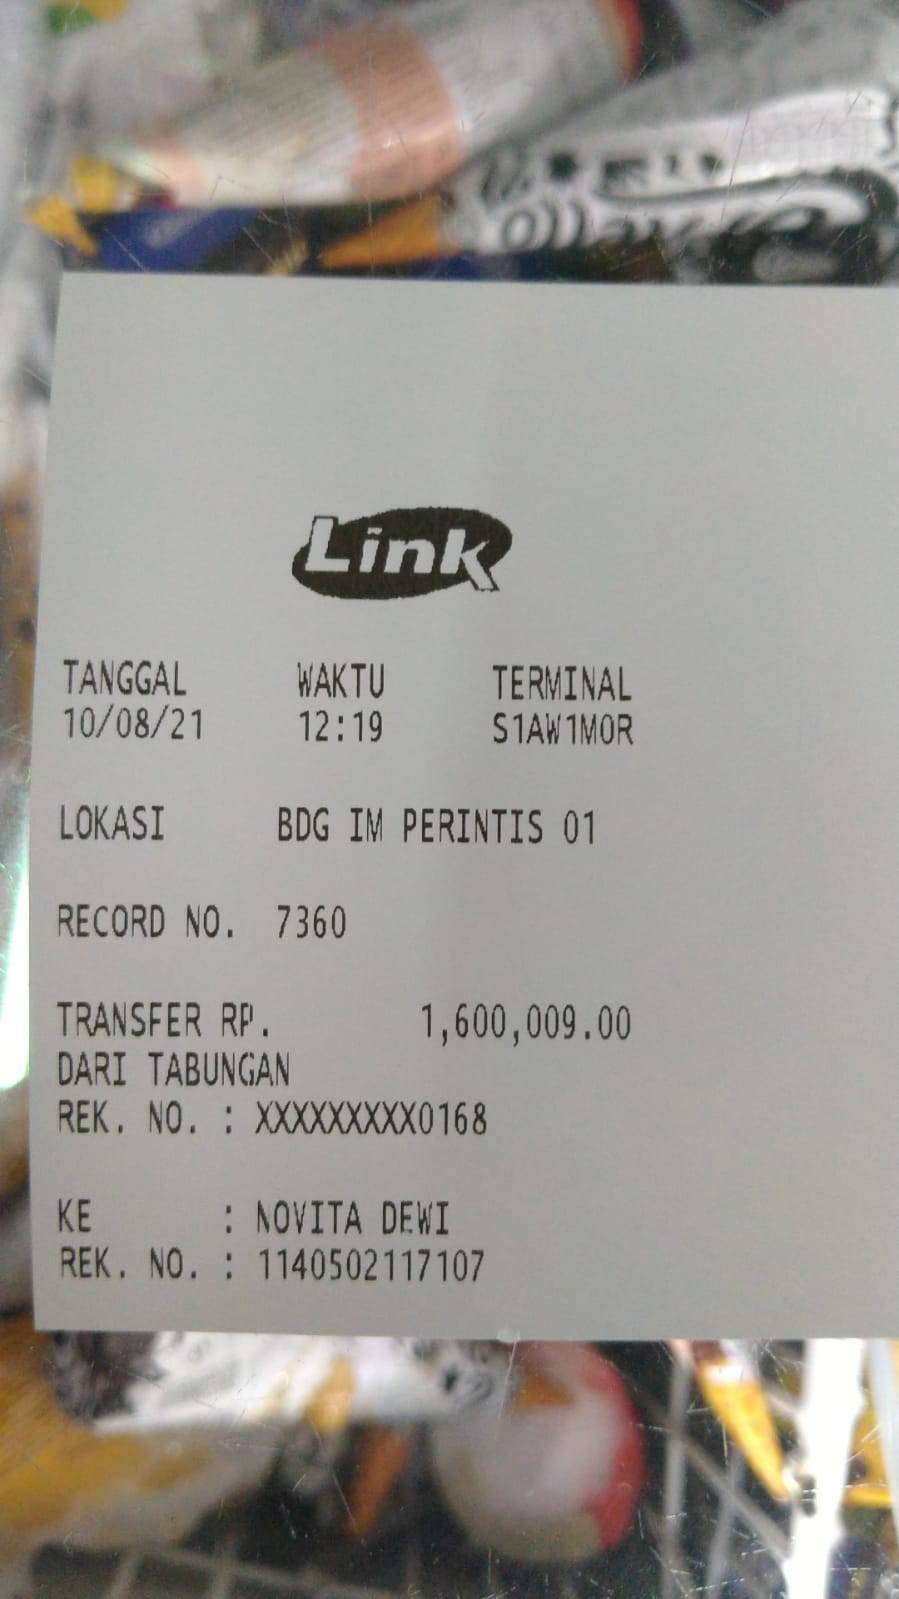 Link
TANGGAL WAKTU TERMINAL
10/08/21 12:19 S1AW1MOR
LOKASI BDG IM PERINTIS 01
RECORD NO. 7360
TRANSFER RP. 1,600,009.00
DARI TABUNGAN
REK. NO. : XXXXXXXXX0168
KE : NOVITA DEWI
REK. NO. : 1140502117107